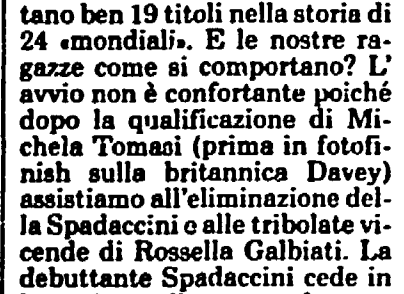 tano ben 19 titoli nella storia di
24 «mondiali». E le nostre ra-
gazze come si comportano? L'
avvio non è confortante poiché
dopo la qualificazione di Mi-
chela Tomasi (prima in fotofi-
nish sulla britannica Davey)
assistiamo all'eliminazione del-
la Spadaccini e alle tribolate vi-
cende di Rossella Galbiati. La
debuttante Spadaccini cede in